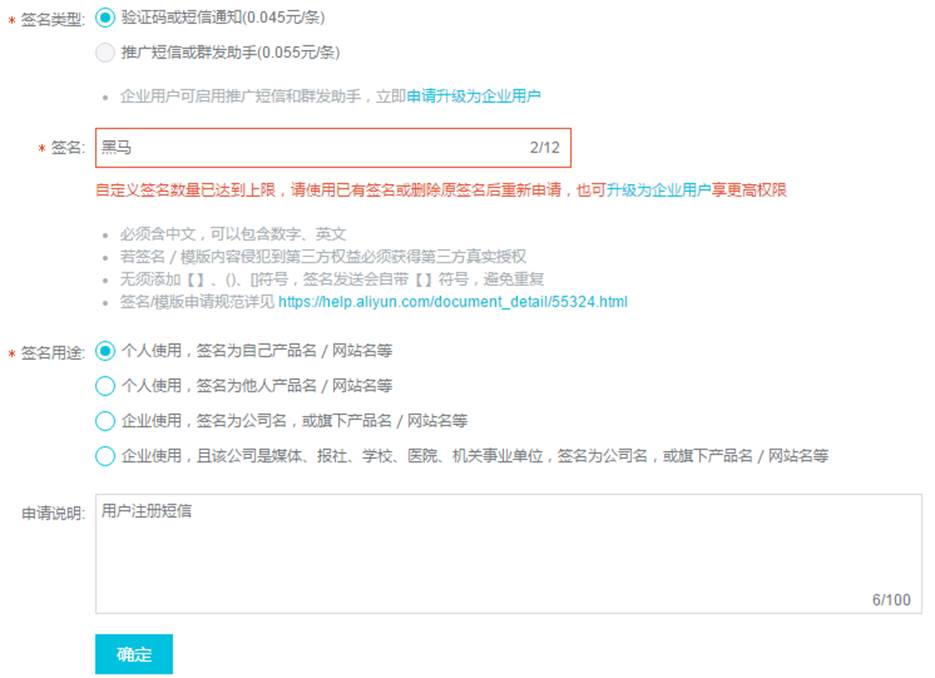 * 签名类型: 验证码或短信通知(0.045元/条)
推广短信或群发助手(0.055元/条)
• 企业用户可启用推广短信和群发助手，立即申请升级为企业用户
* 签名: 黑马 2/12
自定义签名数量已达到上限，请使用已有签名或删除原签名后重新申请，也可升级为企业用户享更高权限
• 必须含中文，可以包含数字、英文
• 若签名 / 模版内容侵犯到第三方权益必须获得第三方真实授权
• 无须添加【 】、()、[]符号，签名发送会自带【 】符号，避免重复
• 签名/模版申请规范详见 https://help.aliyun.com/document_detail/55324.html
* 签名用途: 个人使用，签名为自己产品名 / 网站名等
个人使用，签名为他人产品名 / 网站名等
企业使用，签名为公司名，或旗下产品名 / 网站名等
企业使用，且该公司是媒体、报社、学校、医院、机关事业单位，签名为公司名，或旗下产品名 / 网站名等
申请说明: 用户注册短信
6/100
确定